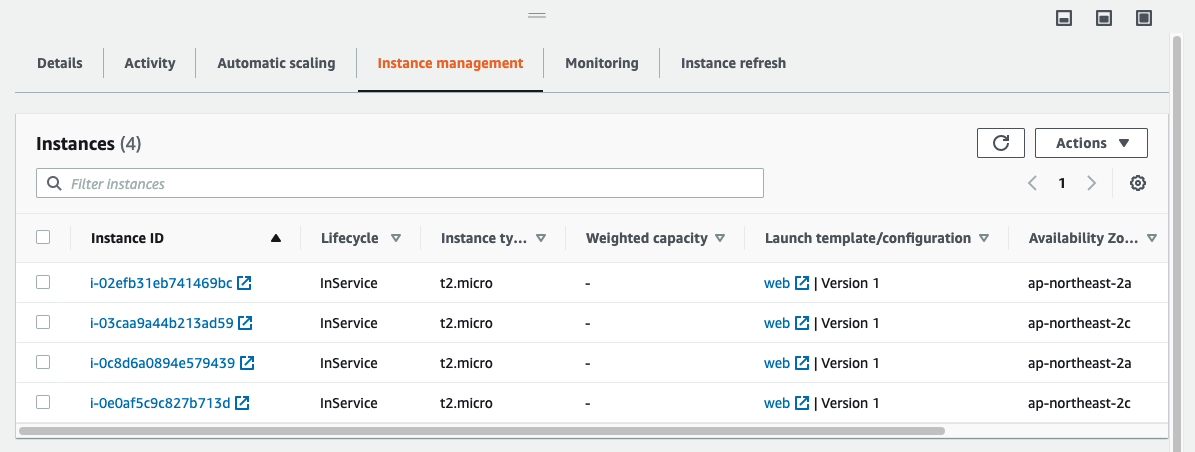 Details Activity Automatic scaling Instance management Monitoring Instance refresh
Instances (4) Actions
Filter instances 1
Instance ID Lifecycle Instance ty... Weighted capacity Launch template/configuration Availability Zo...
i-02efb31eb741469bc InService t2.micro - web | Version 1 ap-northeast-2a
i-03caa9a44b213ad59 InService t2.micro - web | Version 1 ap-northeast-2c
i-0c8d6a0894e579439 InService t2.micro - web | Version 1 ap-northeast-2a
i-0e0af5c9c827b713d InService t2.micro - web | Version 1 ap-northeast-2c